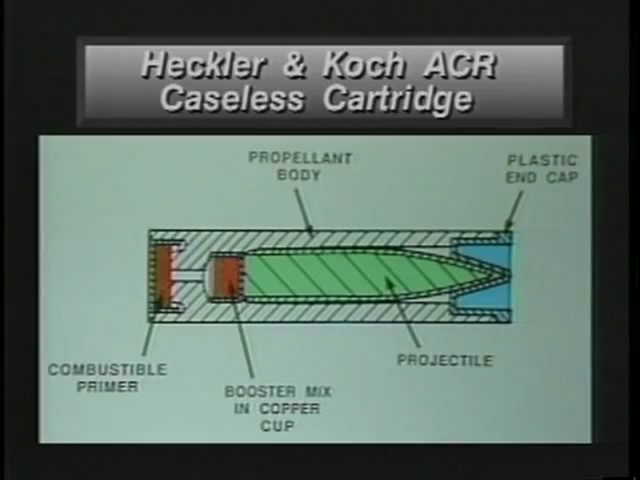 Heckler & Koch ACR
Caseless Cartridge
PROPELLANT
BODY
PLASTIC
END CAP
COMBUSTIBLE
PRIMER
BOOSTER MIX
IN COPPER
CUP
PROJECTILE